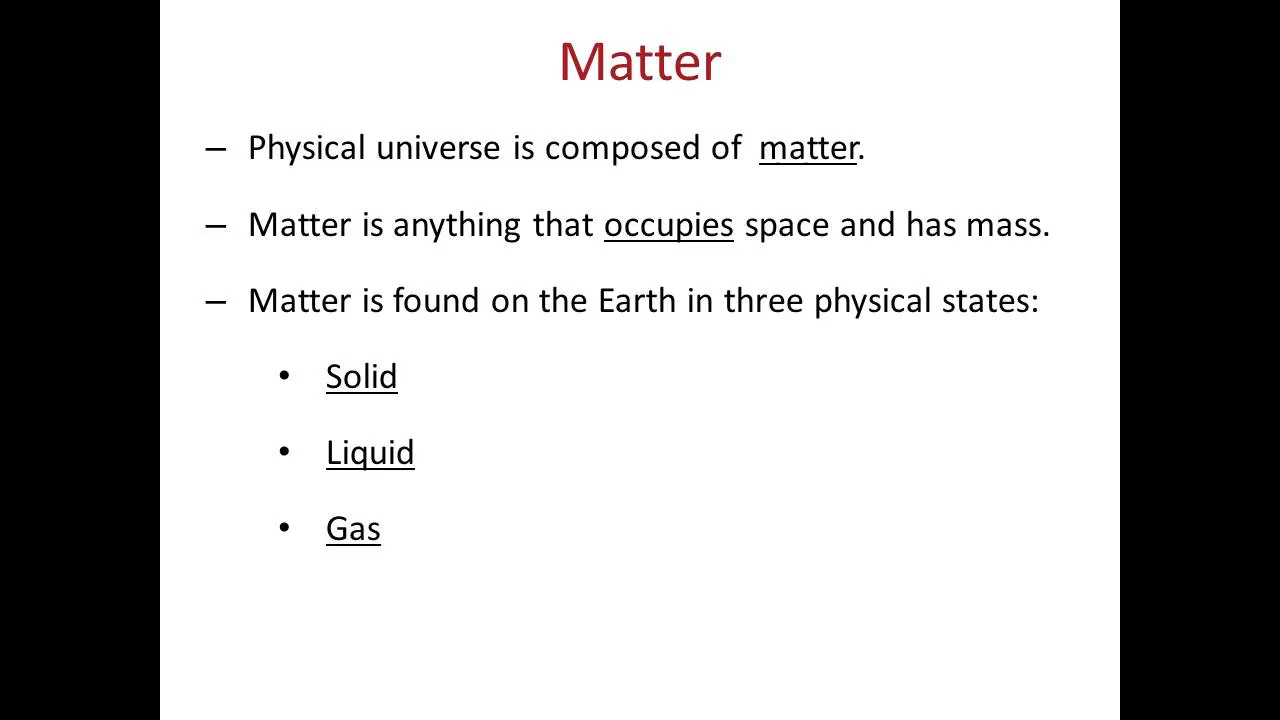 Matter
– Physical universe is composed of matter.
– Matter is anything that occupies space and has mass.
– Matter is found on the Earth in three physical states:
• Solid
• Liquid
• Gas